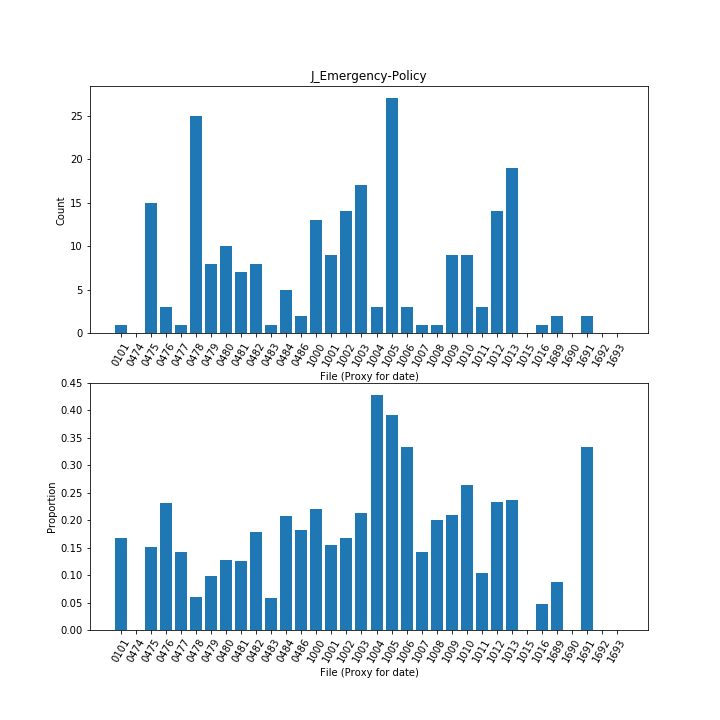 J_Emergency-Policy
25
20
15
10
5
0
Count
0101 0474 0475 0476 0477 0478 0479 0480 0481 0482 0483 0484 0486 1000 1001 1002 1003 1004 1005 1006 1007 1008 1009 1010 1011 1012 1013 1015 1016 1689 1690 1691 1692 1693
File (Proxy for date)
0.45
0.40
0.35
0.30
0.25
0.20
0.15
0.10
0.05
0.00
Proportion
0101 0474 0475 0476 0477 0478 0479 0480 0481 0482 0483 0484 0486 1000 1001 1002 1003 1004 1005 1006 1007 1008 1009 1010 1011 1012 1013 1015 1016 1689 1690 1691 1692 1693
File (Proxy for date)